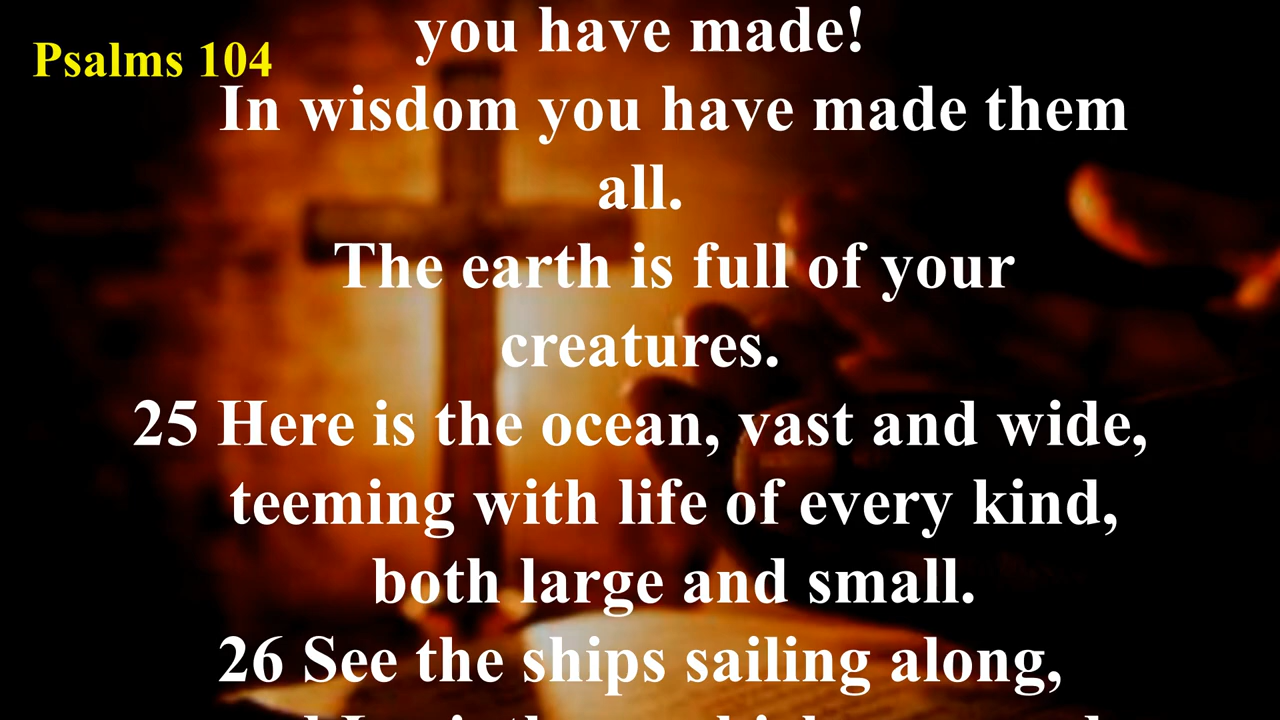 you have made!
Psalms 104
In wisdom you have made them
all.
The earth is full of your
creatures.
25 Here is the ocean, vast and wide,
teeming with life of every kind,
both large and small.
26 See the ships sailing along,